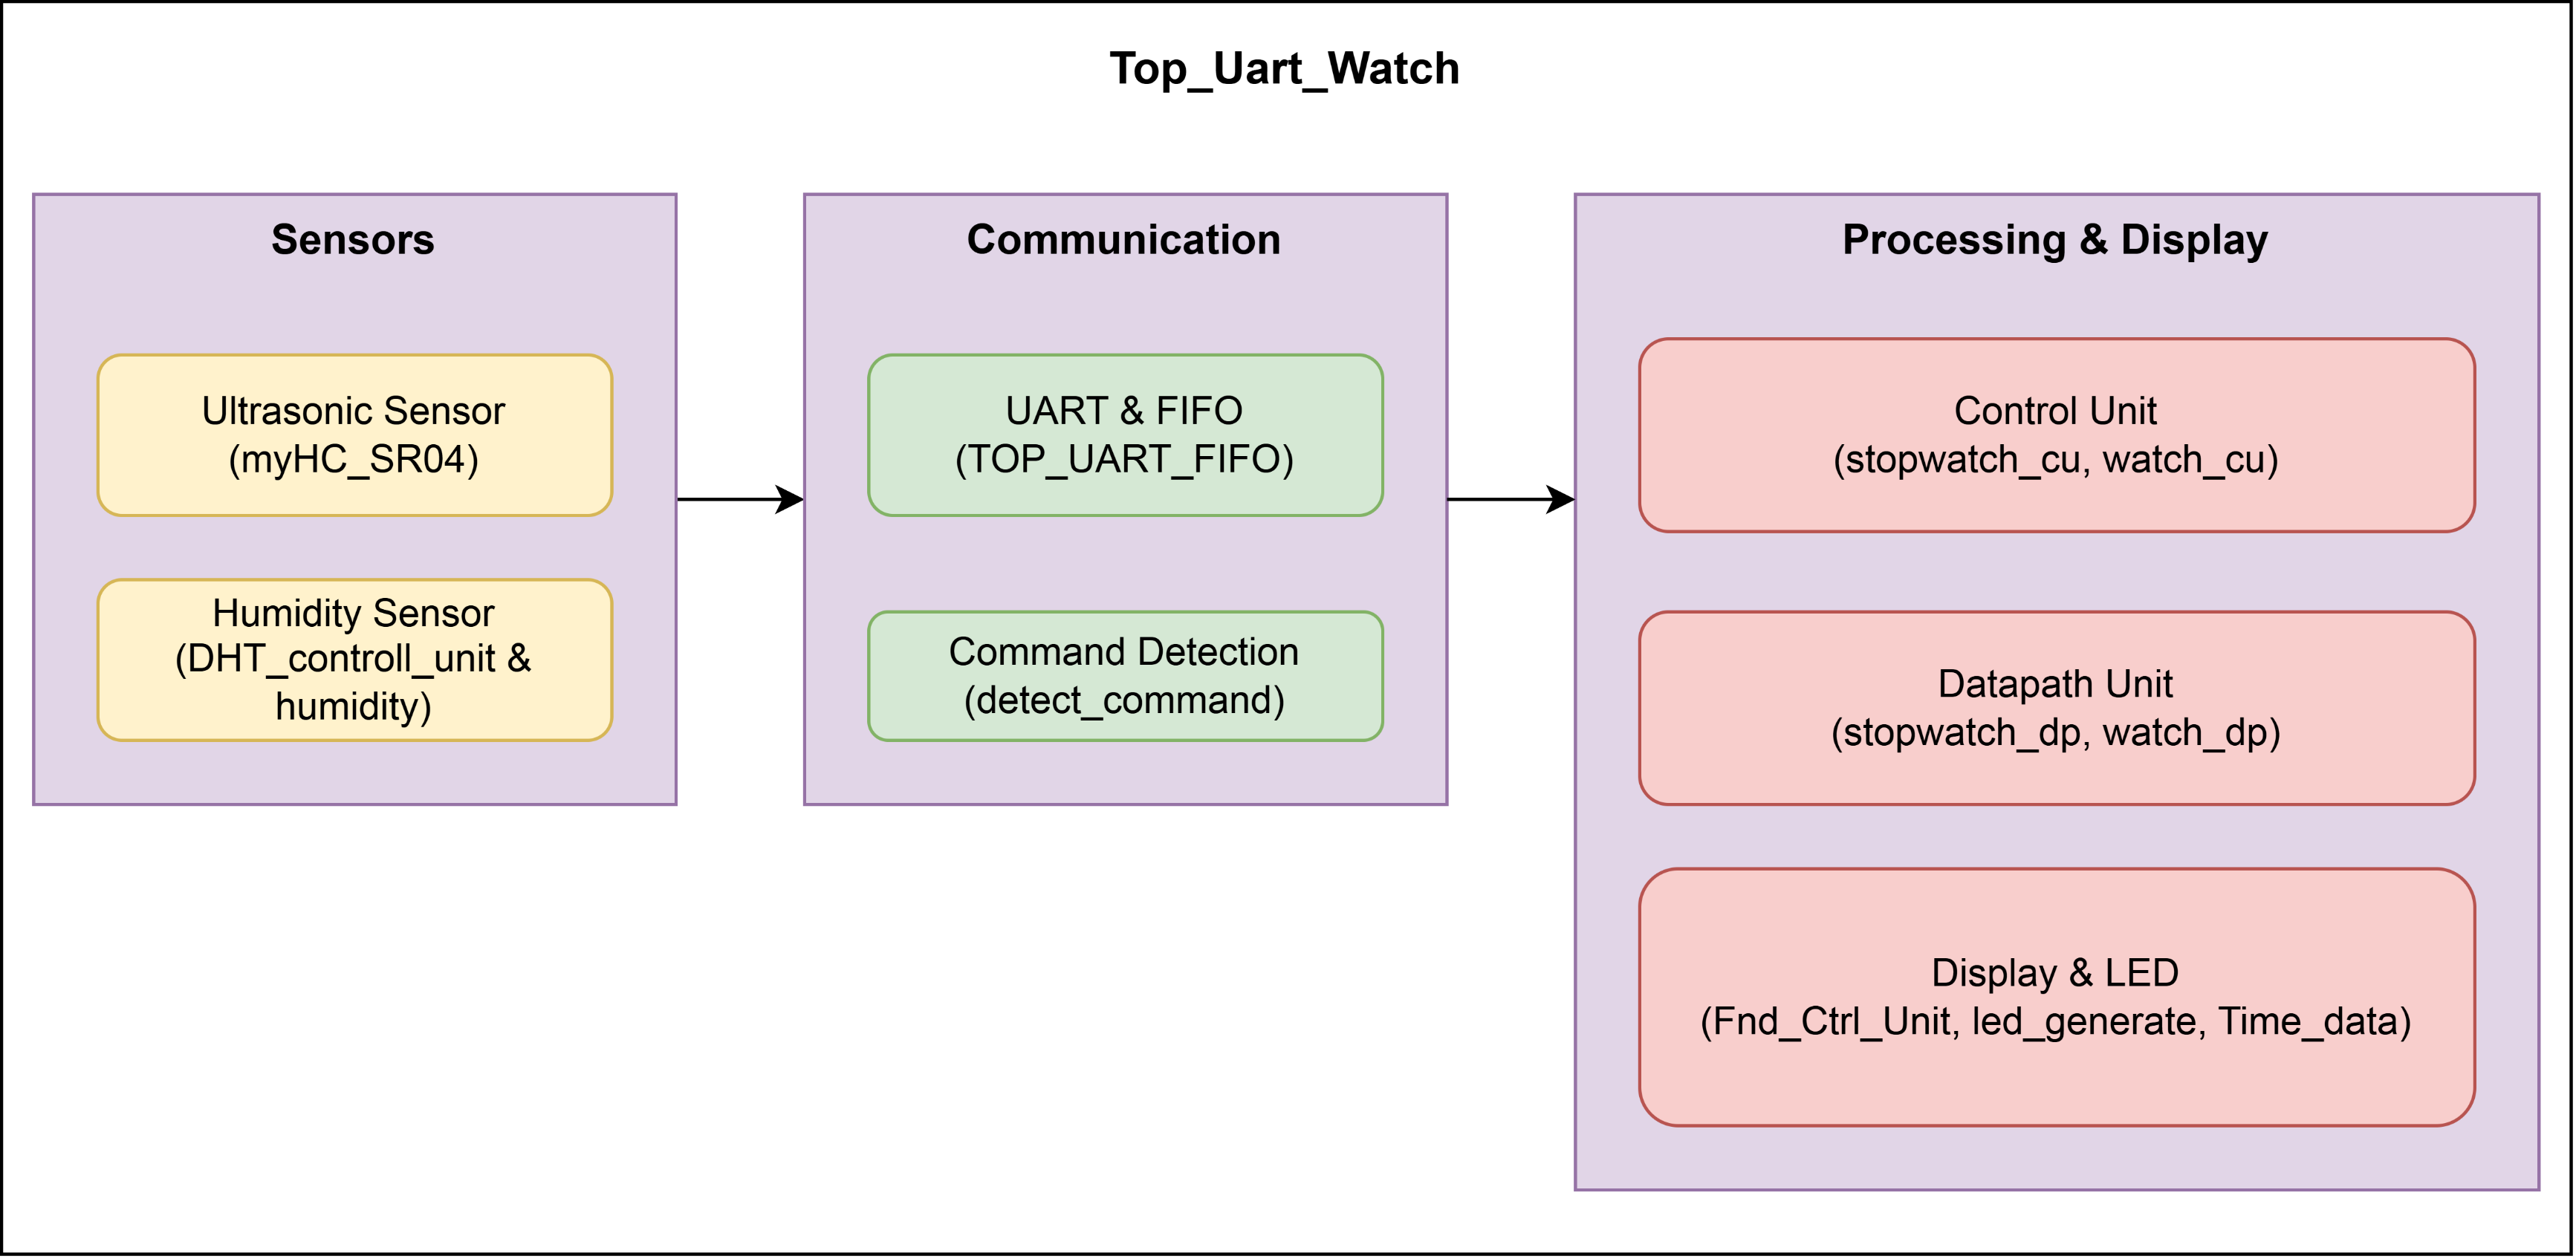 Top_Uart_Watch
Sensors
Ultrasonic Sensor
(myHC_SR04)
Humidity Sensor
(DHT_controll_unit &
humidity)
Communication
UART & FIFO
(TOP_UART_FIFO)
Command Detection
(detect_command)
Processing & Display
Control Unit
(stopwatch_cu, watch_cu)
Datapath Unit
(stopwatch_dp, watch_dp)
Display & LED
(Fnd_Ctrl_Unit, led_generate, Time_data)